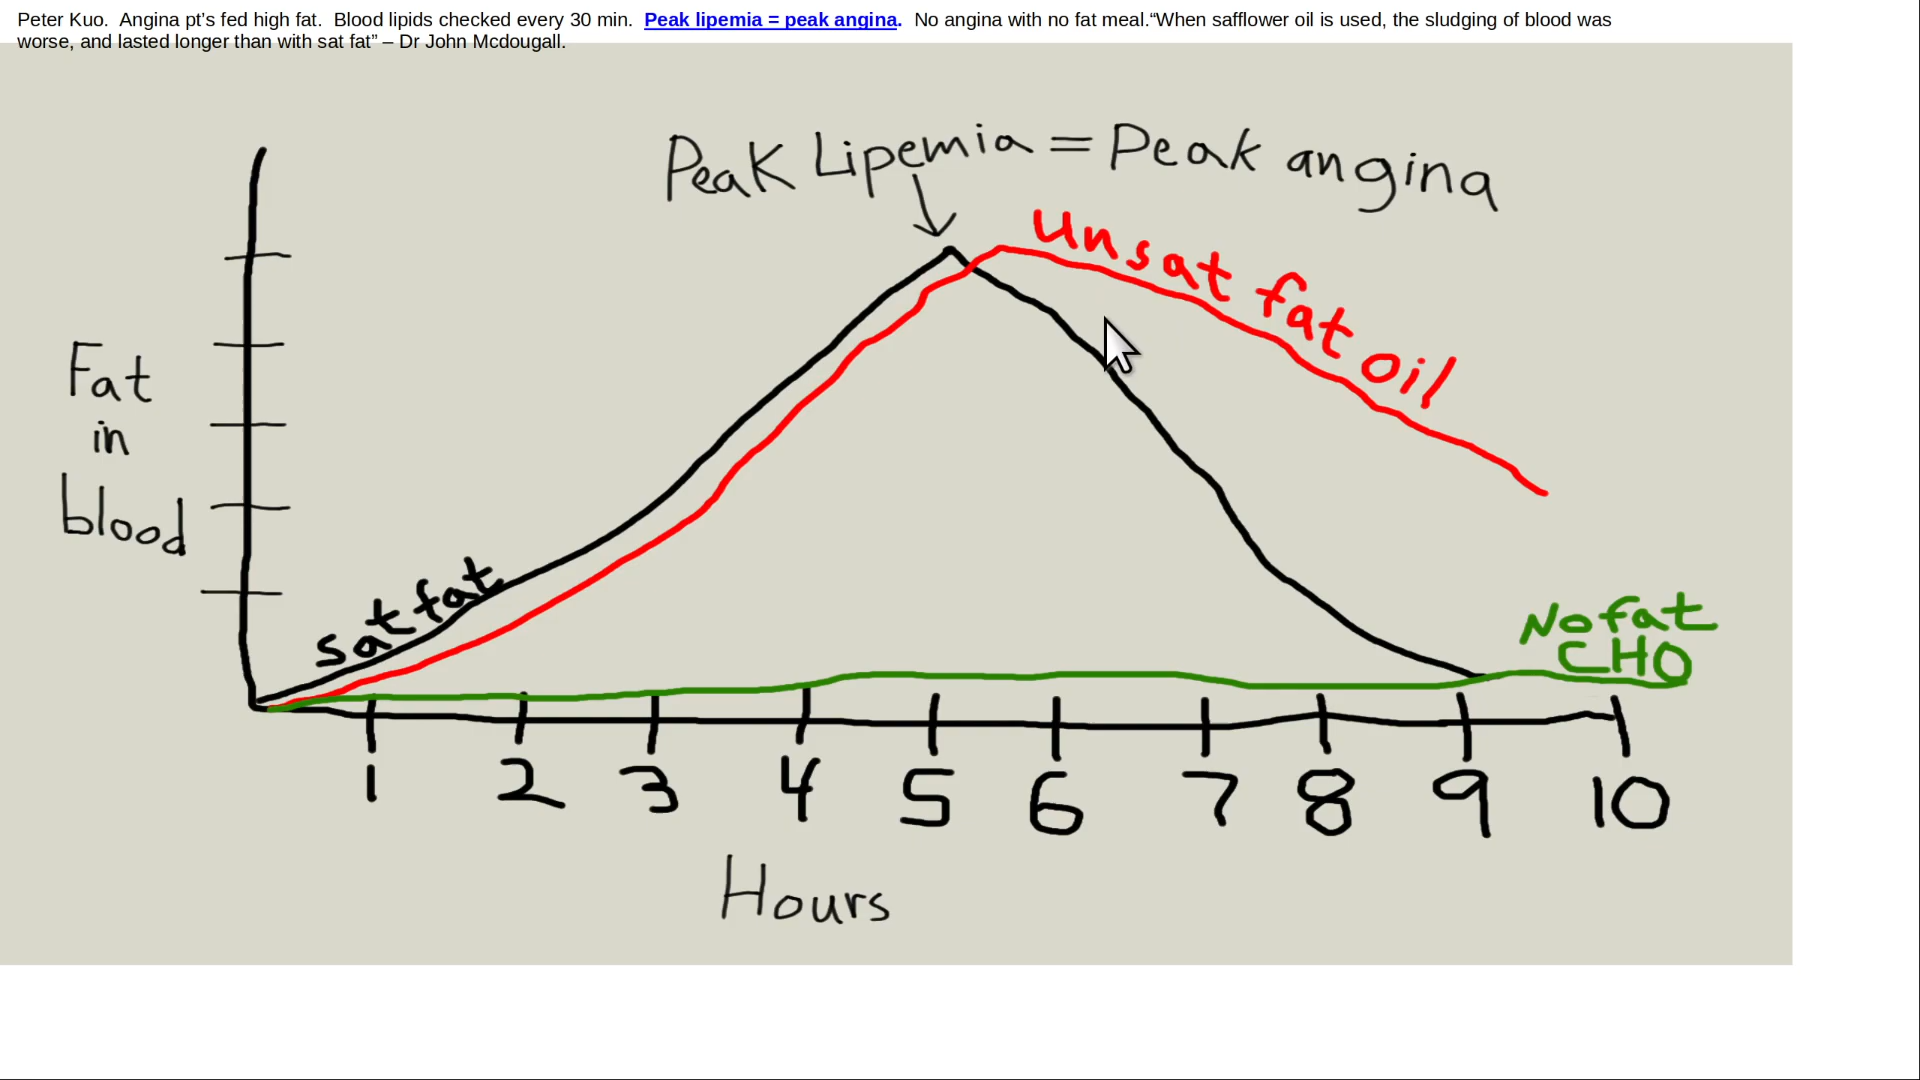 Peter Kuo.  Angina pt's fed high fat.  Blood lipids checked every 30 min.  Peak lipemia = peak angina.  No angina with no fat meal.“When safflower oil is used, the sludging of blood was
worse, and lasted longer than with sat fat” – Dr John Mcdougall.
Peak Lipemia = Peak angina
unsat fat oil
Fat
in
blood
sat fat
No fat
CHO
1 2 3 4 5 6 7 8 9 10
Hours